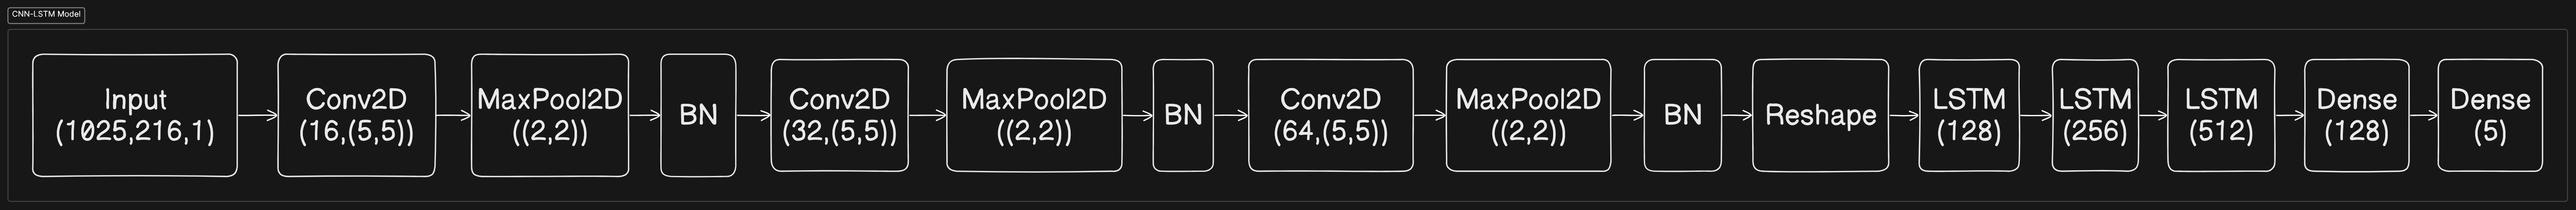 CNN-LSTM Model
Input
(1025,216,1)
Conv2D
(16,(5,5))
MaxPool2D
((2,2))
BN
Conv2D
(32,(5,5))
MaxPool2D
((2,2))
BN
Conv2D
(64,(5,5))
MaxPool2D
((2,2))
BN
Reshape
LSTM
(128)
LSTM
(256)
LSTM
(512)
Dense
(128)
Dense
(5)